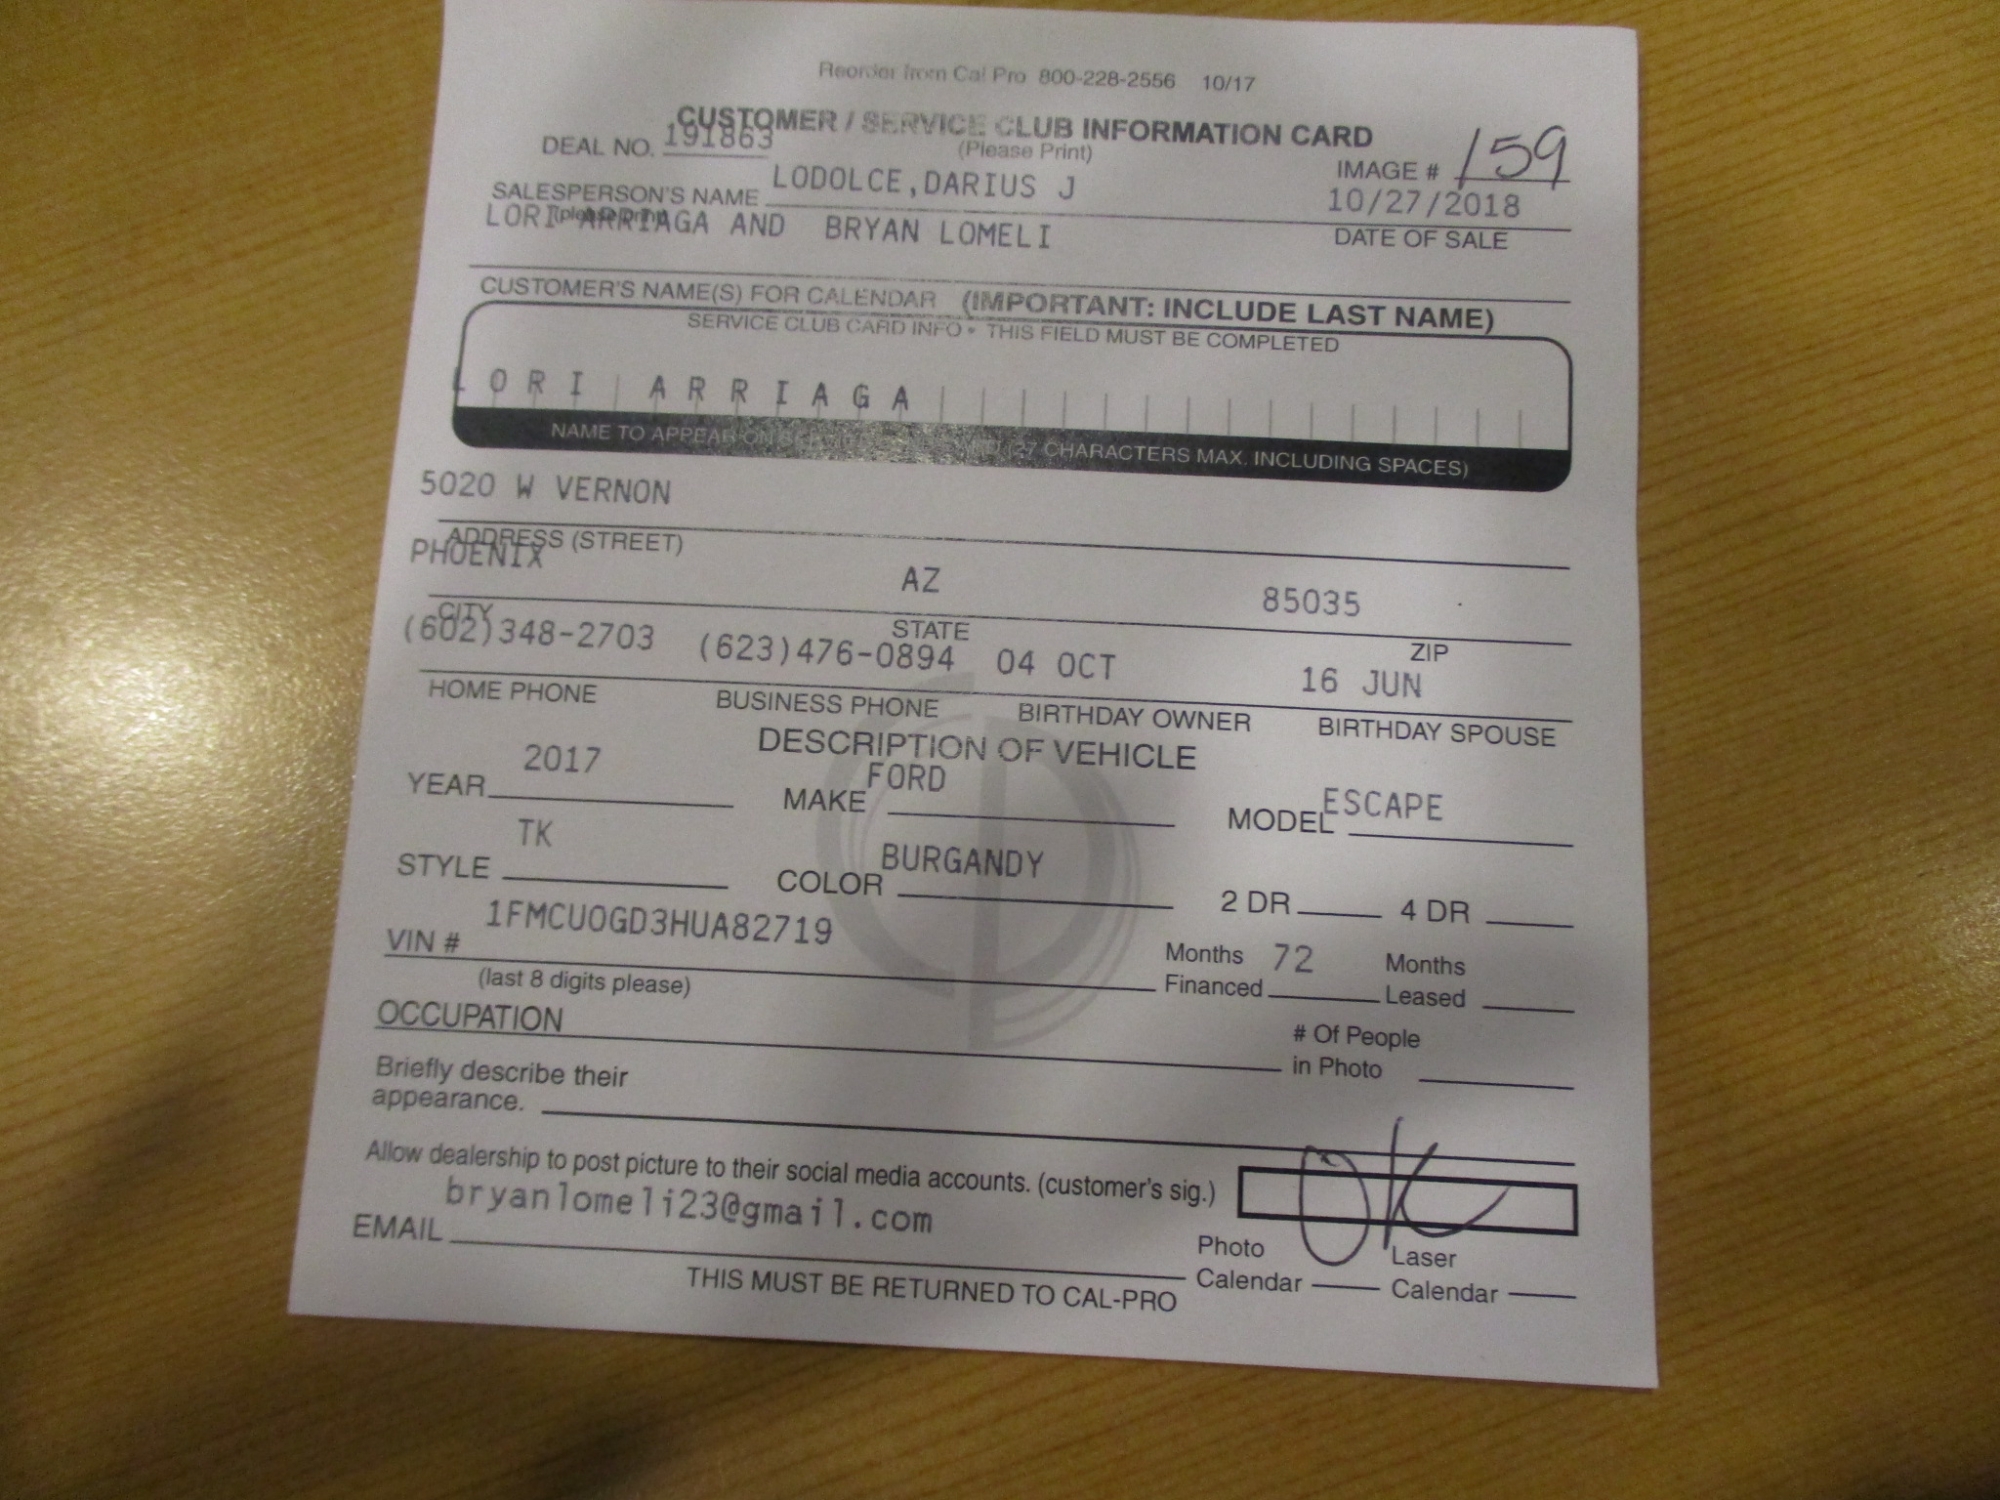 Reorder from Cal Pro 800-228-2556 10/17
CUSTOMER / SERVICE CLUB INFORMATION CARD
(Please Print)
DEAL NO. 191863
IMAGE # 159
SALESPERSON'S NAME LODOLCE,DARIUS J
(please print)
10/27/2018
LORI ARRIAGA AND BRYAN LOMELI
DATE OF SALE
CUSTOMER'S NAME(S) FOR CALENDAR (IMPORTANT: INCLUDE LAST NAME)
SERVICE CLUB CARD INFO • THIS FIELD MUST BE COMPLETED
LORI ARRIAGA
NAME TO APPEAR ON (27 CHARACTERS MAX. INCLUDING SPACES)
5020 W VERNON
ADDRESS (STREET)
PHOENIX AZ 85035
CITY STATE ZIP
(602)348-2703 (623)476-0894 04 OCT 16 JUN
HOME PHONE BUSINESS PHONE BIRTHDAY OWNER BIRTHDAY SPOUSE
DESCRIPTION OF VEHICLE
YEAR 2017 MAKE FORD MODEL ESCAPE
STYLE TK COLOR BURGANDY 2 DR 4 DR
VIN # 1FMCU0GD3HUA82719
(last 8 digits please)
Months Financed 72 Months Leased
OCCUPATION
# Of People in Photo
Briefly describe their
appearance.
Allow dealership to post picture to their social media accounts. (customer's sig.) OK
EMAIL bryanlomeli23@gmail.com
Photo Calendar Laser Calendar
THIS MUST BE RETURNED TO CAL-PRO